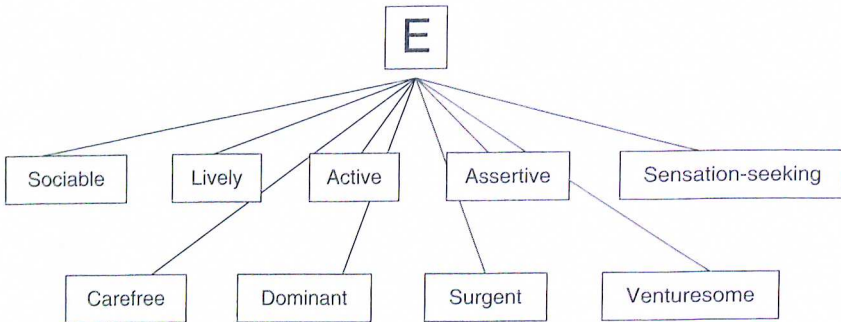 E
Sociable
Lively
Active
Assertive
Sensation-seeking
Carefree
Dominant
Surgent
Venturesome